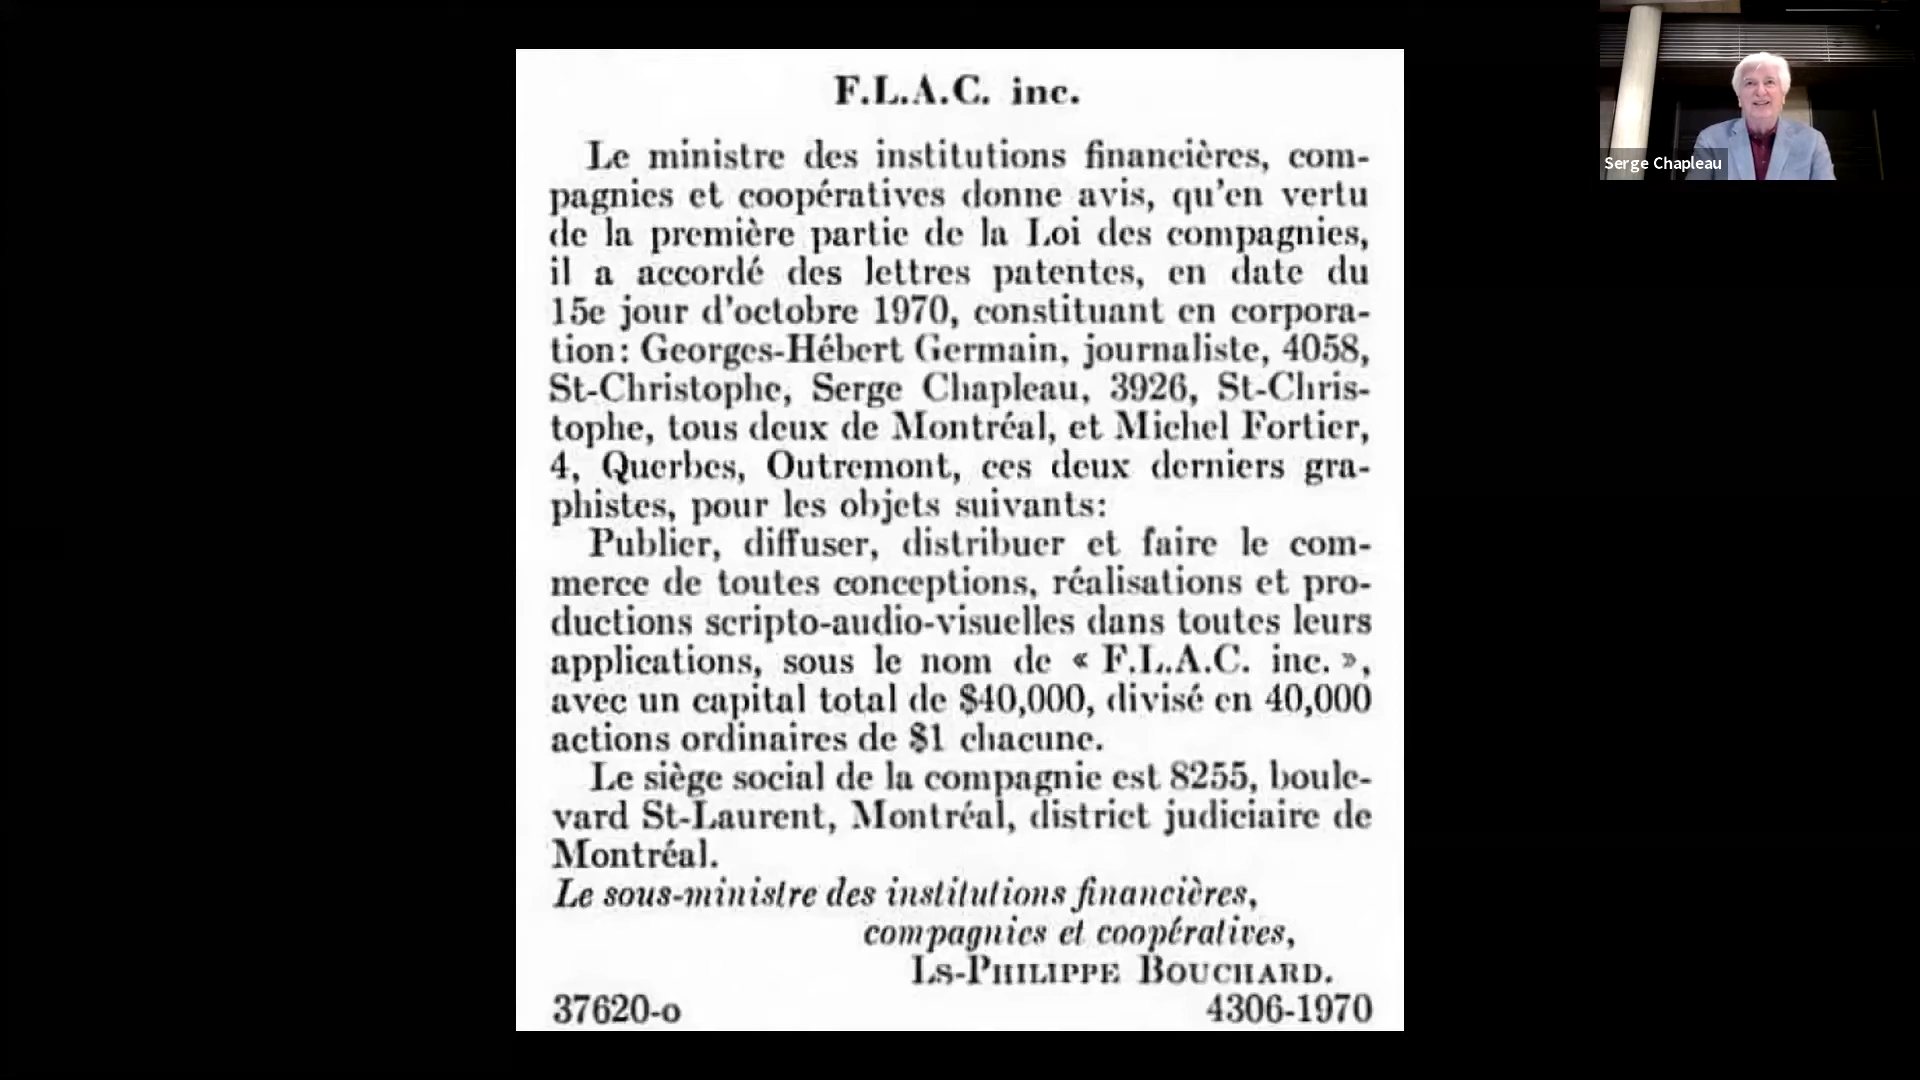 F.L.A.C. inc.
Le ministre des institutions financières, com-
pagnies et coopératives donne avis, qu'en vertu
de la première partie de la Loi des compagnies,
il a accordé des lettres patentes, en date du
15e jour d'octobre 1970, constituant en corpora-
tion: Georges-Hébert Germain, journaliste, 4058,
St-Christophe, Serge Chapleau, 3926, St-Chris-
tophe, tous deux de Montréal, et Michel Fortier,
4, Querbes, Outremont, ces deux derniers gra-
phistes, pour les objets suivants:
Publier, diffuser, distribuer et faire le com-
merce de toutes conceptions, réalisations et pro-
ductions scripto-audio-visuelles dans toutes leurs
applications, sous le nom de « F.L.A.C. inc. »,
avec un capital total de $40,000, divisé en 40,000
actions ordinaires de $1 chacune.
Le siège social de la compagnie est 8255, boule-
vard St-Laurent, Montréal, district judiciaire de
Montréal.
Le sous-ministre des institutions financières,
compagnies et coopératives,
Ls-Philippe Bouchard.
37620-o 4306-1970
Serge Chapleau